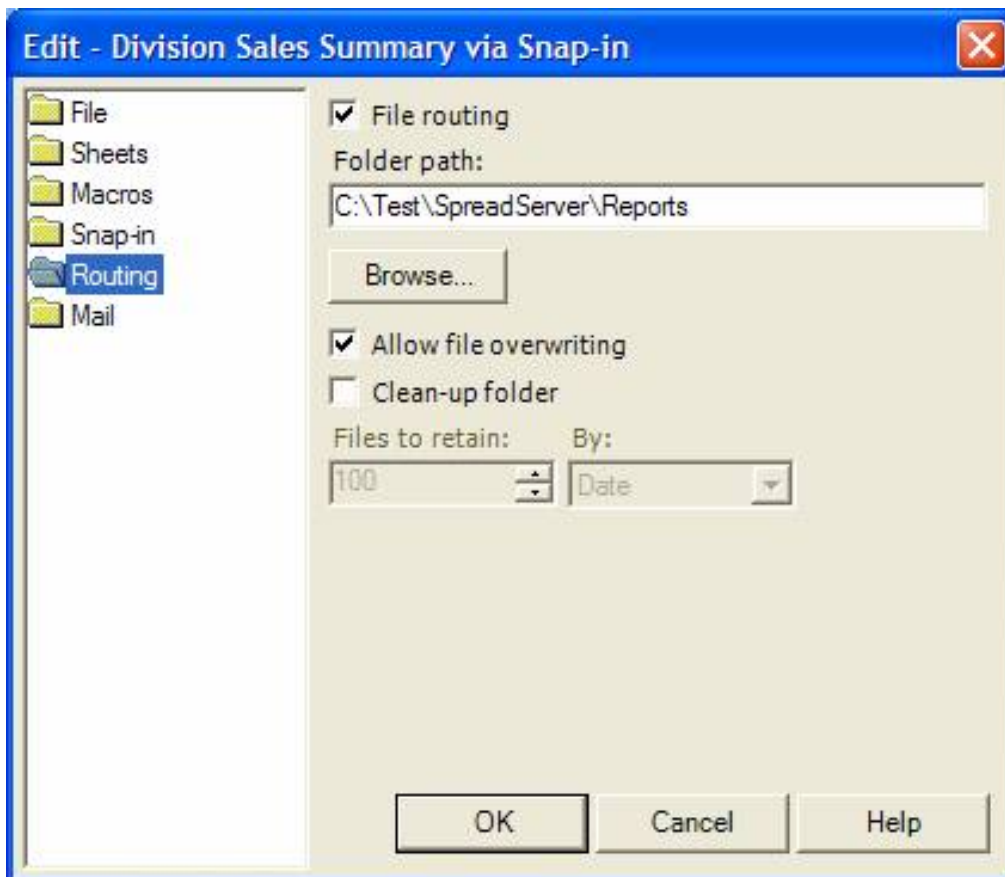 Edit - Division Sales Summary via Snap-in
File
Sheets
Macros
Snap-in
Routing
Mail
File routing
Folder path:
C:\Test\SpreadServer\Reports
Browse...
Allow file overwriting
Clean-up folder
Files to retain: By:
100 Date
OK Cancel Help